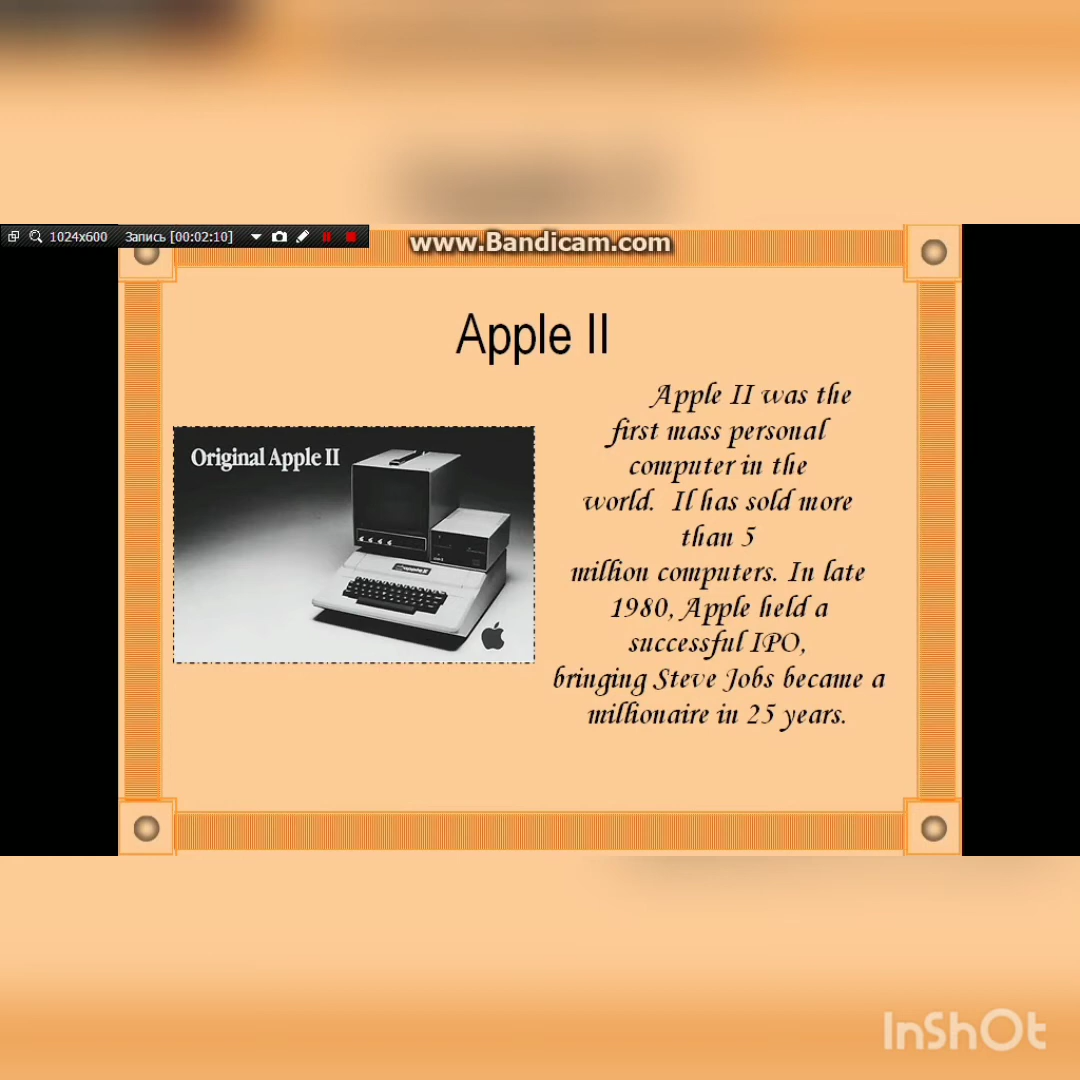 1024x600 Запись [00:02:10]
www.Bandicam.com
Apple II
Original Apple II
Apple II was the
first mass personal
computer in the
world. Il has sold more
than 5
million computers. In late
1980, Apple held a
successful IPO,
bringing Steve Jobs became a
millionaire in 25 years.
InShOt